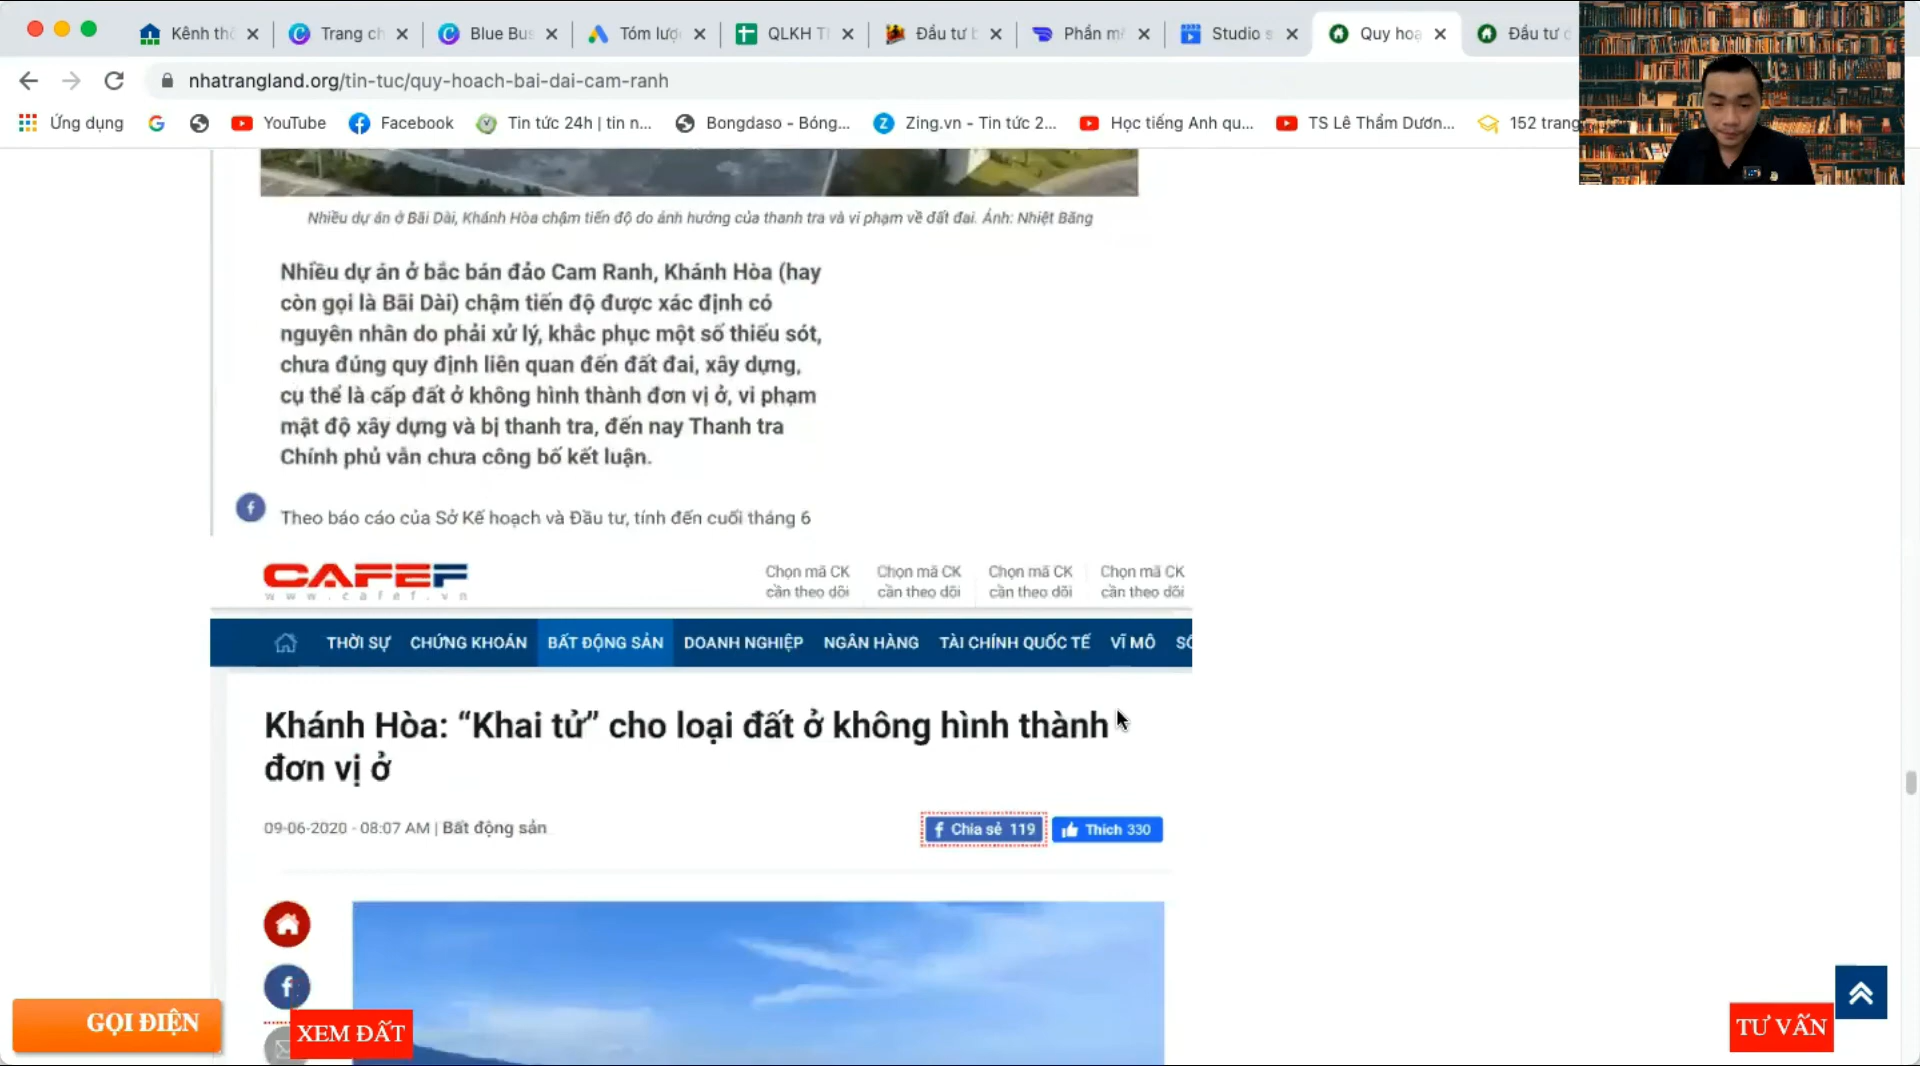 Kênh thô
Trang ch
Blue Bus
Tóm lượ
QLKH T
Đầu tư b
Phần m
Studio s
Quy hoạ
Đầu tư d
nhatrangland.org/tin-tuc/quy-hoach-bai-dai-cam-ranh
Ứng dụng
YouTube
Facebook
Tin tức 24h | tin n...
Bongdaso - Bóng...
Zing.vn - Tin tức 2...
Học tiếng Anh qu...
TS Lê Thẩm Dươn...
152 trang
Nhiều dự án ở Bãi Dài, Khánh Hòa chậm tiến độ do ảnh hưởng của thanh tra và vi phạm về đất đai. Ảnh: Nhiệt Băng
Nhiều dự án ở bắc bán đảo Cam Ranh, Khánh Hòa (hay
còn gọi là Bãi Dài) chậm tiến độ được xác định có
nguyên nhân do phải xử lý, khắc phục một số thiếu sót,
chưa đúng quy định liên quan đến đất đai, xây dựng,
cụ thể là cấp đất ở không hình thành đơn vị ở, vi phạm
mật độ xây dựng và bị thanh tra, đến nay Thanh tra
Chính phủ vẫn chưa công bố kết luận.
Theo báo cáo của Sở Kế hoạch và Đầu tư, tính đến cuối tháng 6
CAFEF
www.cafef.vn
Chọn mã CK
cần theo dõi
Chọn mã CK
cần theo dõi
Chọn mã CK
cần theo dõi
Chọn mã CK
cần theo dõi
THỜI SỰ CHỨNG KHOÁN BẤT ĐỘNG SẢN DOANH NGHIỆP NGÂN HÀNG TÀI CHÍNH QUỐC TẾ VĨ MÔ SỐ
Khánh Hòa: “Khai tử” cho loại đất ở không hình thành
đơn vị ở
09-06-2020 - 08:07 AM | Bất động sản
Chia sẻ 119
Thích 330
GỌI ĐIỆN
XEM ĐẤT
TƯ VẤN